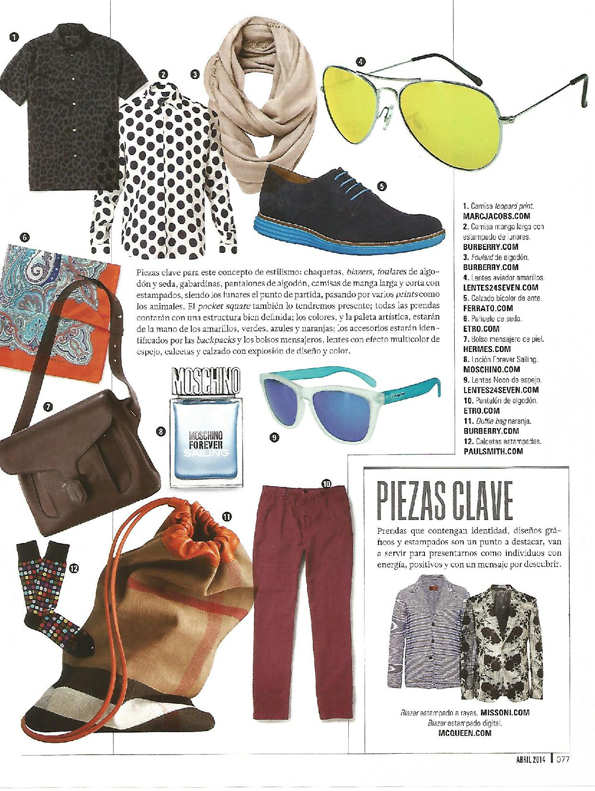 1
2
3
4
5
Piezas clave para este concepto de estilismo: chaquetas, blazers, foulares de algo-
dón y seda, gabardinas, pantalones de algodón, camisas de manga larga y corta con
estampados, siendo los lunares el punto de partida, pasando por varios prints como
los animales. El pocket square también lo tendremos presente; todas las prendas
contarán con una estructura bien definida; los colores, y la paleta artística, estarán
de la mano de los amarillos, verdes, azules y naranjas; los accesorios estarán iden-
tificados por las backpacks y los bolsos mensajeros, lentes con efecto multicolor de
espejo, calcetas y calzado con explosión de diseño y color.
1. Camisa leopard print.
MARCJACOBS.COM
2. Camisa manga larga con
estampado de lunares.
BURBERRY.COM
3. Foulard de algodón.
BURBERRY.COM
4. Lentes aviador amarillos.
LENTES24SEVEN.COM
5. Calzado bicolor de ante.
FERRATO.COM
6. Pañuelo de seda.
ETRO.COM
7. Bolso mensajero de piel.
HERMES.COM
8. Loción Forever Sailing.
MOSCHINO.COM
9. Lentes Neon de espejo.
LENTES24SEVEN.COM
10. Pantalón de algodón.
ETRO.COM
11. Duffle bag naranja.
BURBERRY.COM
12. Calcetas estampadas.
PAULSMITH.COM
6
7
MOSCHINO
MOSCHINO
FOREVER
SAILING
8
9
10
11
12
PIEZAS CLAVE
Prendas que contengan identidad, diseños grá-
ficos y estampados son un punto a destacar, van
a servir para presentarnos como individuos con
energía, positivos y con un mensaje por descubrir.
Blazer estampado a rayas. MISSONI.COM
Blazer estampado digital.
MCQUEEN.COM
ABRIL 2014 077